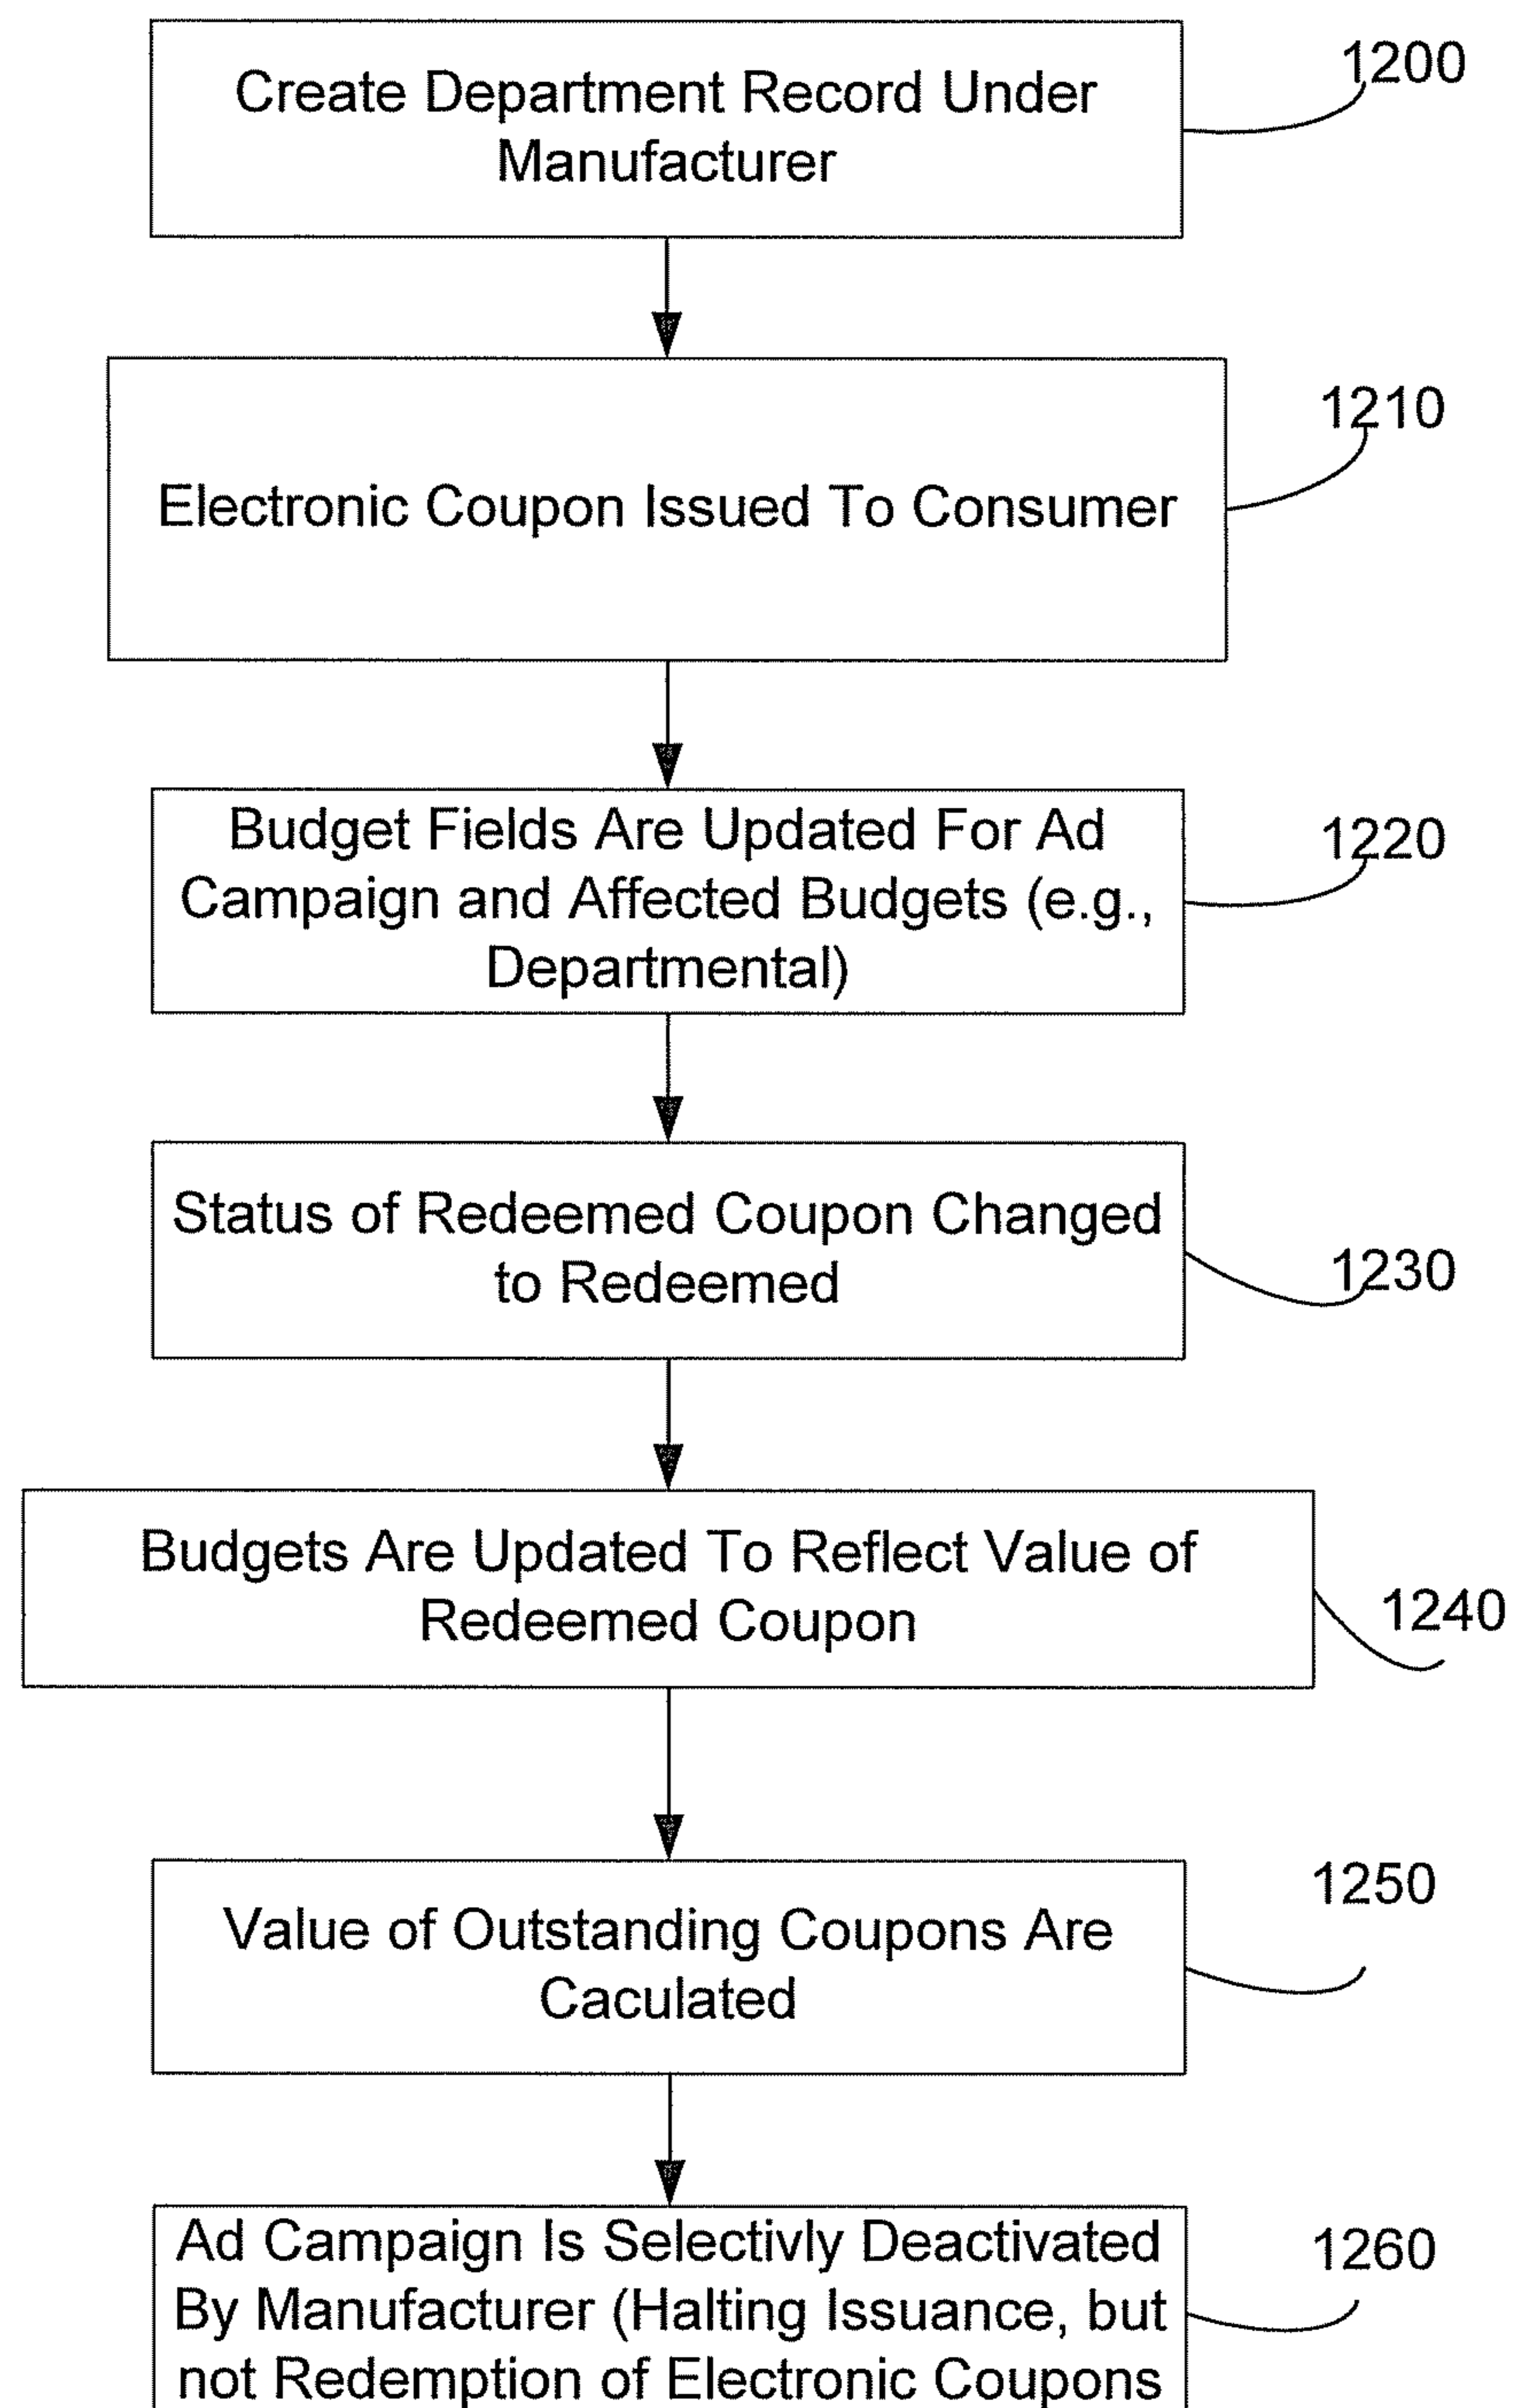 Create Department Record Under
Manufacturer
1200
Electronic Coupon Issued To Consumer
1210
Budget Fields Are Updated For Ad
Campaign and Affected Budgets (e.g.,
Departmental)
1220
Status of Redeemed Coupon Changed
to Redeemed
1230
Budgets Are Updated To Reflect Value of
Redeemed Coupon
1240
Value of Outstanding Coupons Are
Caculated
1250
Ad Campaign Is Selectivly Deactivated
By Manufacturer (Halting Issuance, but
not Redemption of Electronic Coupons
1260